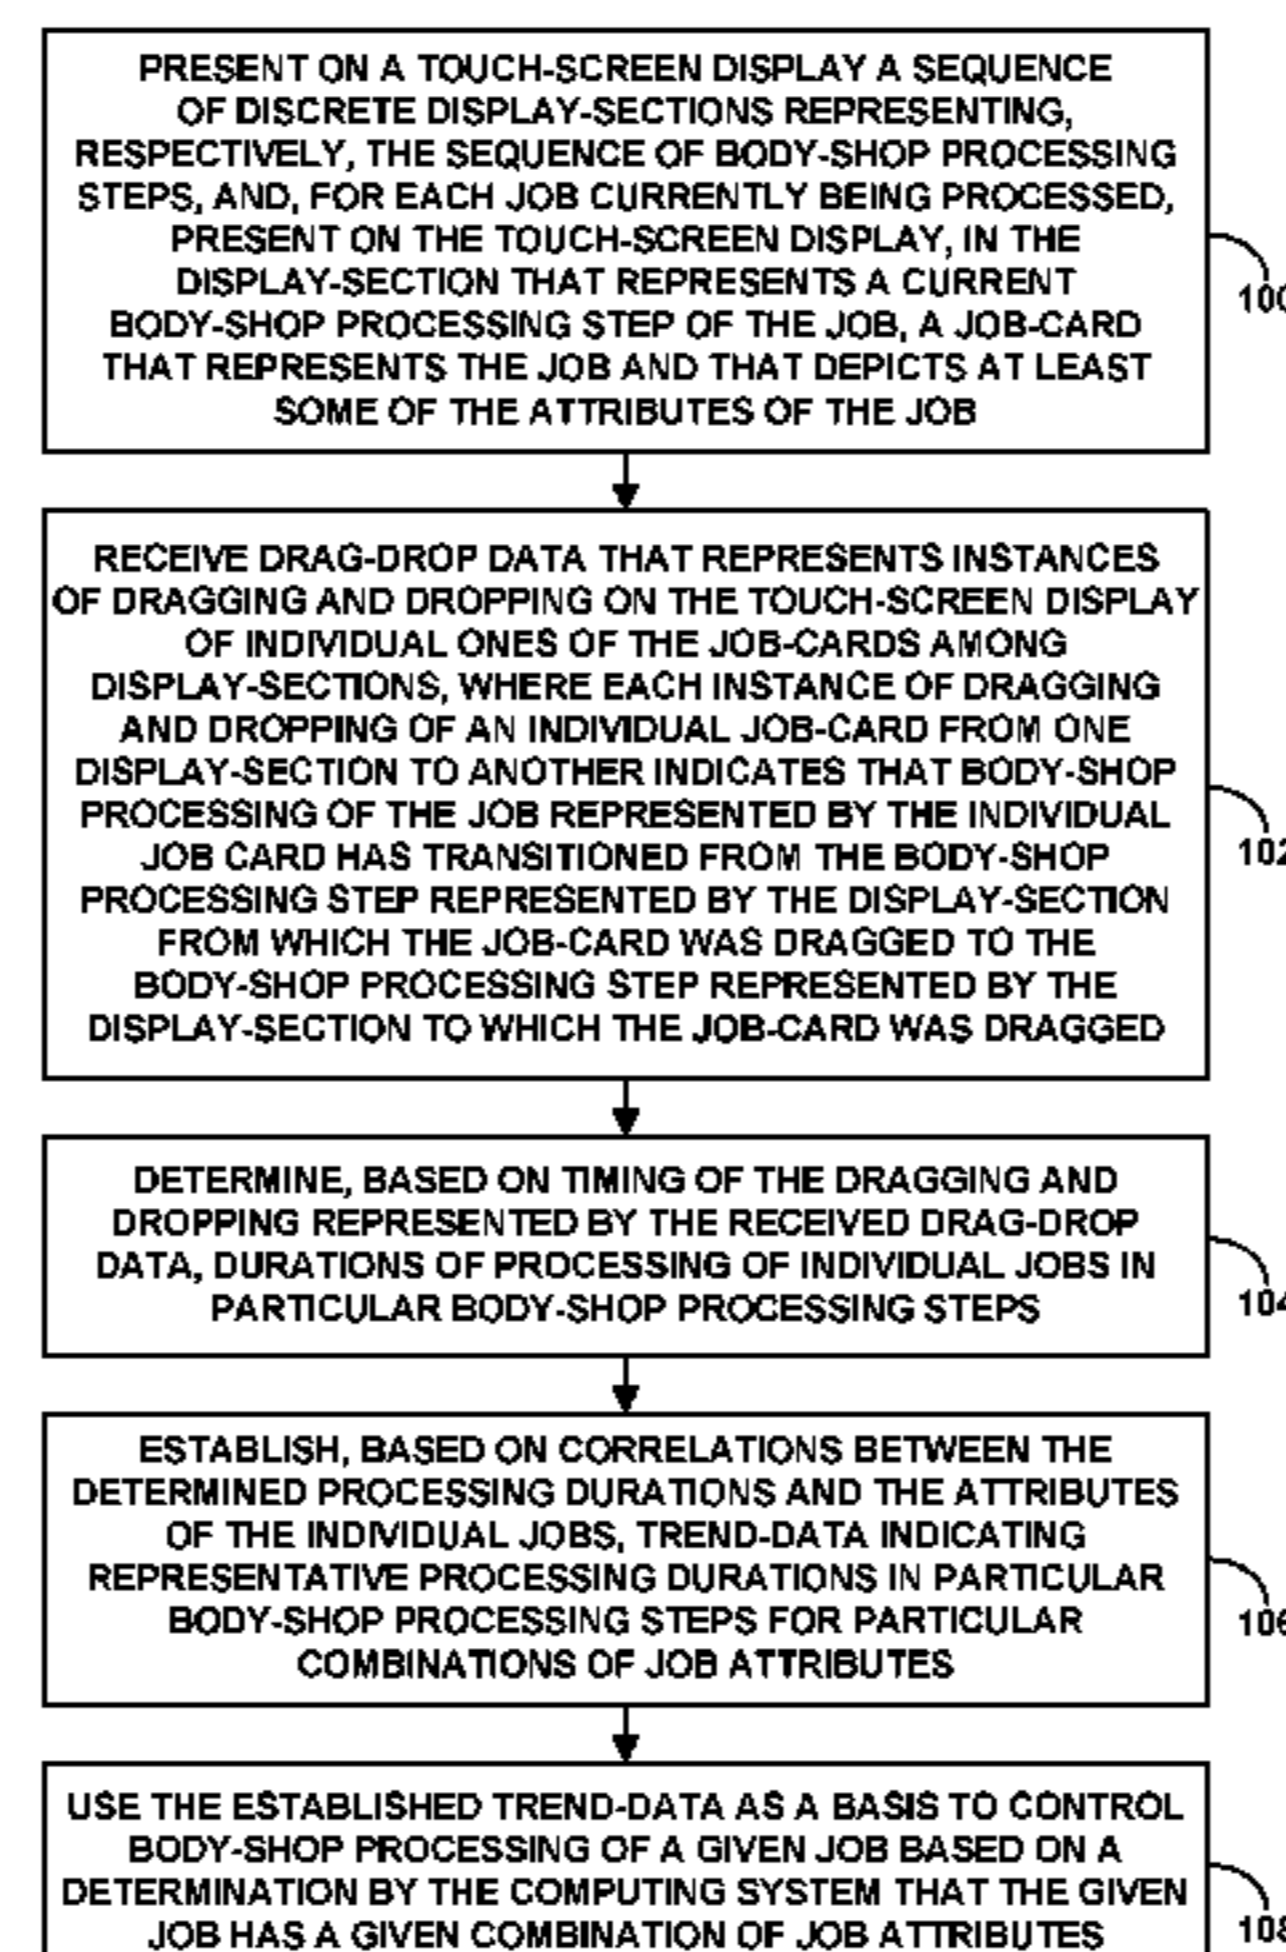 PRESENT ON A TOUCH-SCREEN DISPLAY A SEQUENCE
OF DISCRETE DISPLAY-SECTIONS REPRESENTING,
RESPECTIVELY, THE SEQUENCE OF BODY-SHOP PROCESSING
STEPS, AND, FOR EACH JOB CURRENTLY BEING PROCESSED,
PRESENT ON THE TOUCH-SCREEN DISPLAY, IN THE
DISPLAY-SECTION THAT REPRESENTS A CURRENT
BODY-SHOP PROCESSING STEP OF THE JOB, A JOB-CARD
THAT REPRESENTS THE JOB AND THAT DEPICTS AT LEAST
SOME OF THE ATTRIBUTES OF THE JOB
100
RECEIVE DRAG-DROP DATA THAT REPRESENTS INSTANCES
OF DRAGGING AND DROPPING ON THE TOUCH-SCREEN DISPLAY
OF INDIVIDUAL ONES OF THE JOB-CARDS AMONG
DISPLAY-SECTIONS, WHERE EACH INSTANCE OF DRAGGING
AND DROPPING OF AN INDIVIDUAL JOB-CARD FROM ONE
DISPLAY-SECTION TO ANOTHER INDICATES THAT BODY-SHOP
PROCESSING OF THE JOB REPRESENTED BY THE INDIVIDUAL
JOB CARD HAS TRANSITIONED FROM THE BODY-SHOP
PROCESSING STEP REPRESENTED BY THE DISPLAY-SECTION
FROM WHICH THE JOB-CARD WAS DRAGGED TO THE
BODY-SHOP PROCESSING STEP REPRESENTED BY THE
DISPLAY-SECTION TO WHICH THE JOB-CARD WAS DRAGGED
102
DETERMINE, BASED ON TIMING OF THE DRAGGING AND
DROPPING REPRESENTED BY THE RECEIVED DRAG-DROP
DATA, DURATIONS OF PROCESSING OF INDIVIDUAL JOBS IN
PARTICULAR BODY-SHOP PROCESSING STEPS
104
ESTABLISH, BASED ON CORRELATIONS BETWEEN THE
DETERMINED PROCESSING DURATIONS AND THE ATTRIBUTES
OF THE INDIVIDUAL JOBS, TREND-DATA INDICATING
REPRESENTATIVE PROCESSING DURATIONS IN PARTICULAR
BODY-SHOP PROCESSING STEPS FOR PARTICULAR
COMBINATIONS OF JOB ATTRIBUTES
106
USE THE ESTABLISHED TREND-DATA AS A BASIS TO CONTROL
BODY-SHOP PROCESSING OF A GIVEN JOB BASED ON A
DETERMINATION BY THE COMPUTING SYSTEM THAT THE GIVEN
JOB HAS A GIVEN COMBINATION OF JOB ATTRIBUTES
108